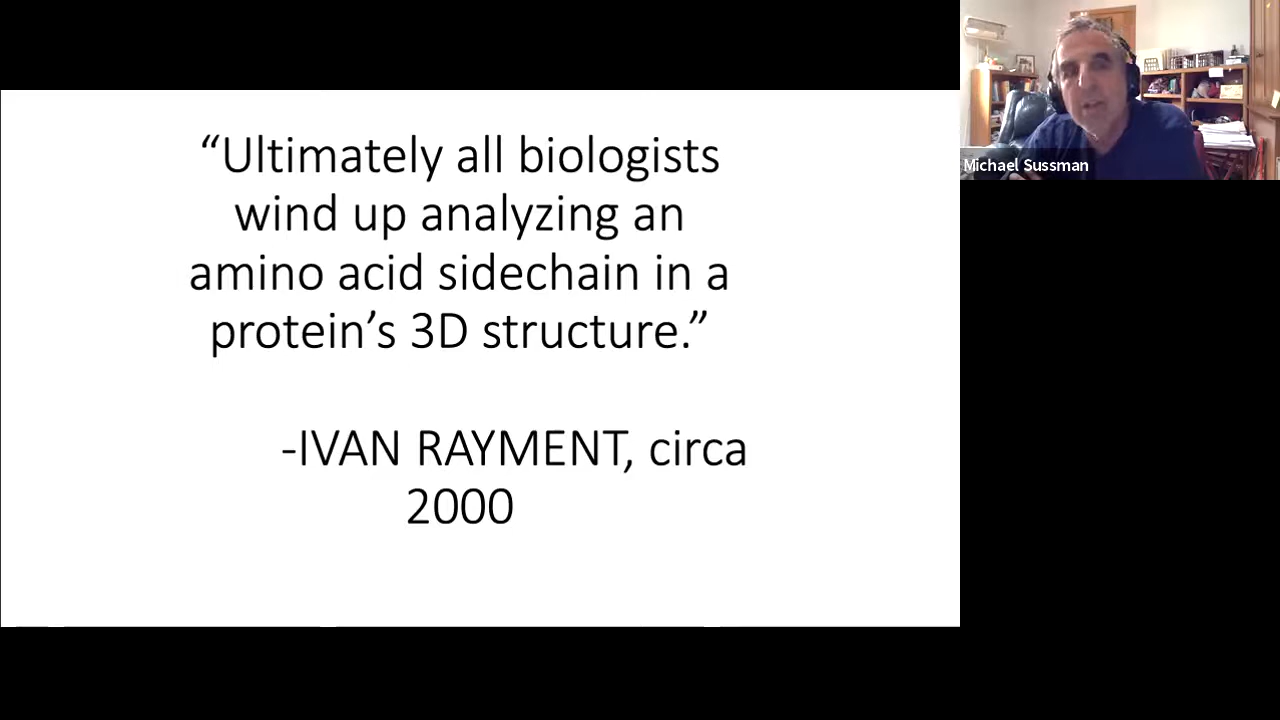 “Ultimately all biologists
wind up analyzing an
amino acid sidechain in a
protein’s 3D structure.”
-IVAN RAYMENT, circa
2000
Michael Sussman